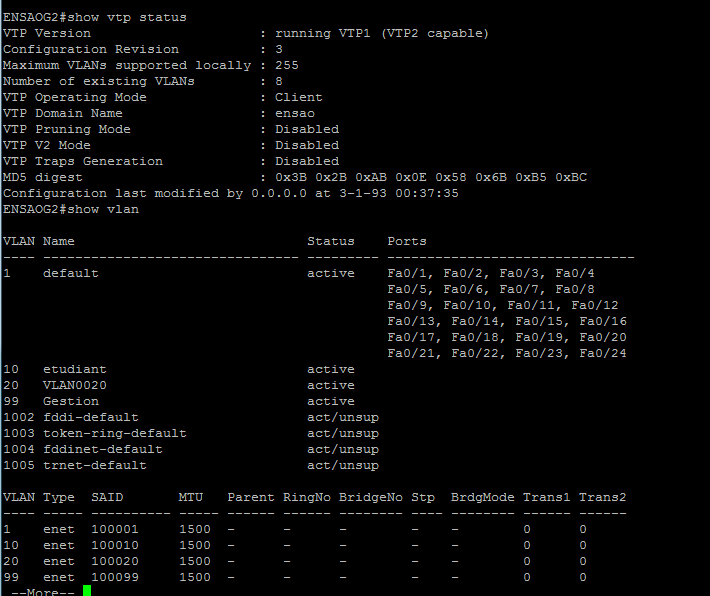 ENSAOG2#show vtp status
VTP Version                     : running VTP1 (VTP2 capable)
Configuration Revision          : 3
Maximum VLANs supported locally : 255
Number of existing VLANs        : 8
VTP Operating Mode              : Client
VTP Domain Name                 : ensao
VTP Pruning Mode                : Disabled
VTP V2 Mode                     : Disabled
VTP Traps Generation            : Disabled
MD5 digest                      : 0x3B 0x2B 0xAB 0x0E 0x58 0x6B 0xB5 0xBC
Configuration last modified by 0.0.0.0 at 3-1-93 00:37:35
ENSAOG2#show vlan
VLAN Name                             Status    Ports
---- -------------------------------- --------- -------------------------------
1    default                          active    Fa0/1, Fa0/2, Fa0/3, Fa0/4
                                                Fa0/5, Fa0/6, Fa0/7, Fa0/8
                                                Fa0/9, Fa0/10, Fa0/11, Fa0/12
                                                Fa0/13, Fa0/14, Fa0/15, Fa0/16
                                                Fa0/17, Fa0/18, Fa0/19, Fa0/20
                                                Fa0/21, Fa0/22, Fa0/23, Fa0/24
10   etudiant                         active
20   VLAN0020                         active
99   Gestion                          active
1002 fddi-default                     act/unsup
1003 token-ring-default               act/unsup
1004 fddinet-default                  act/unsup
1005 trnet-default                    act/unsup
VLAN Type  SAID       MTU   Parent RingNo BridgeNo Stp  BrdgMode Trans1 Trans2
---- ----- ---------- ----- ------ ------ -------- ---- -------- ------ ------
1    enet  100001     1500  -      -      -        -    -        0      0
10   enet  100010     1500  -      -      -        -    -        0      0
20   enet  100020     1500  -      -      -        -    -        0      0
99   enet  100099     1500  -      -      -        -    -        0      0
 --More--